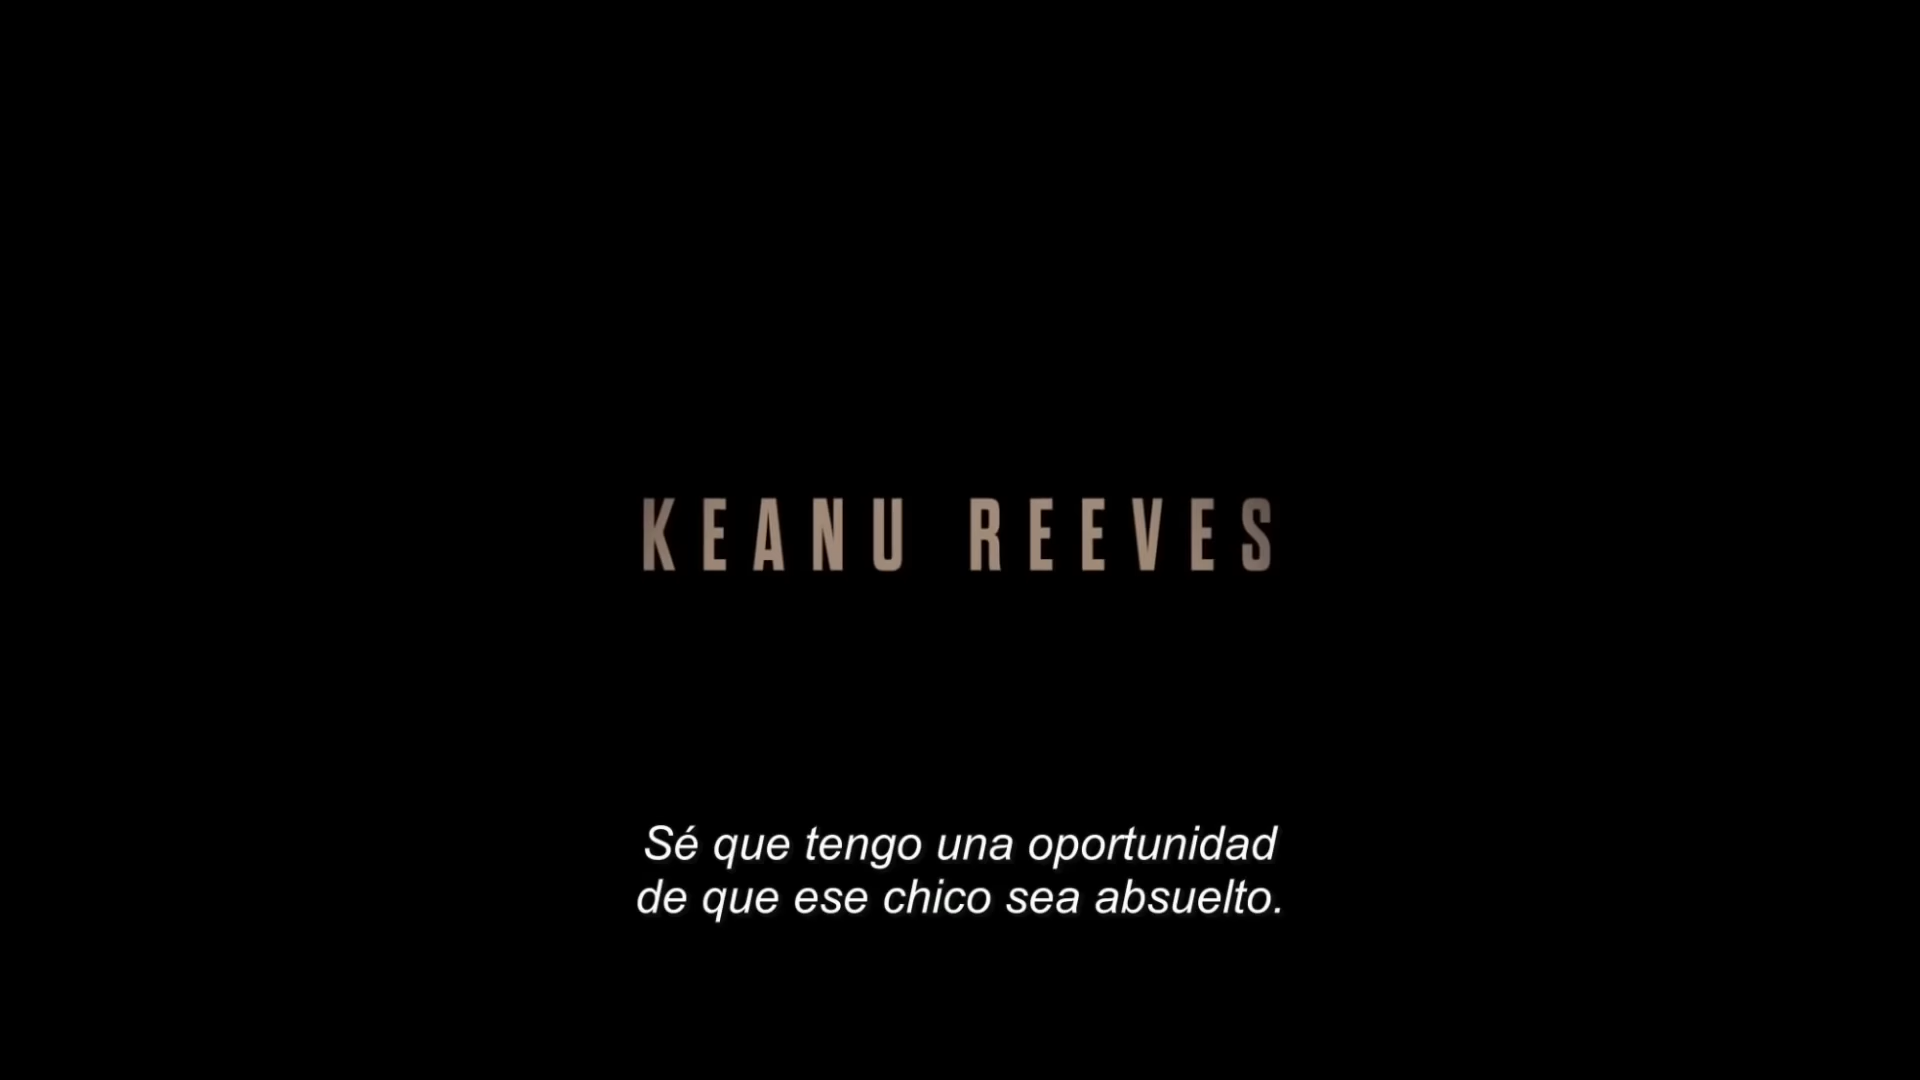 KEANU REEVES
Sé que tengo una oportunidad
de que ese chico sea absuelto.